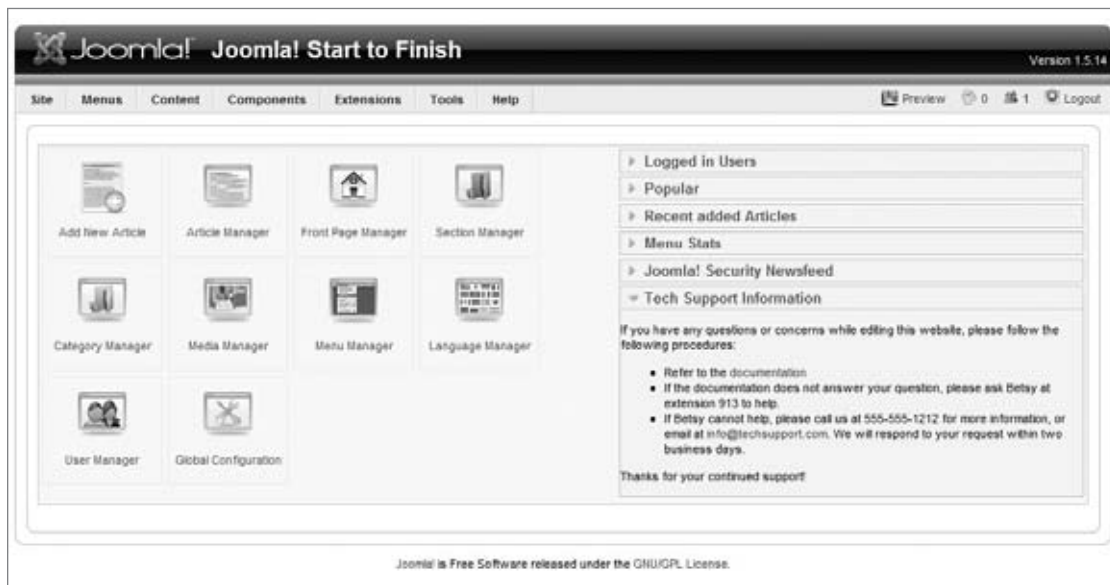 Joomla! Joomla! Start to Finish
Version 1.5.14
Site Menus Content Components Extensions Tools Help
Preview 0 1 Logout
Add New Article Article Manager Front Page Manager Section Manager
Category Manager Media Manager Menu Manager Language Manager
User Manager Global Configuration
Logged in Users
Popular
Recent added Articles
Menu Stats
Joomla! Security Newsfeed
Tech Support Information
If you have any questions or concerns while editing this website, please follow the
following procedures:
Refer to the documentation
If the documentation does not answer your question, please ask Betsy at
extension 913 to help.
If Betsy cannot help, please call us at 555-555-1212 for more information, or
email at info@techsupport.com. We will respond to your request within two
business days.
Thanks for your continued support!
Joomla! is Free Software released under the GNU/GPL License.